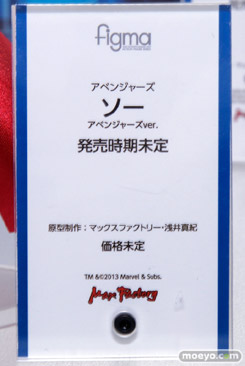 figma
アベンジャーズ
ソー
アベンジャーズver.
発売時期未定
原型制作：マックスファクトリー・浅井真紀
価格未定
TM &©2013 Marvel & Subs.
Max Factory
moeyo.com